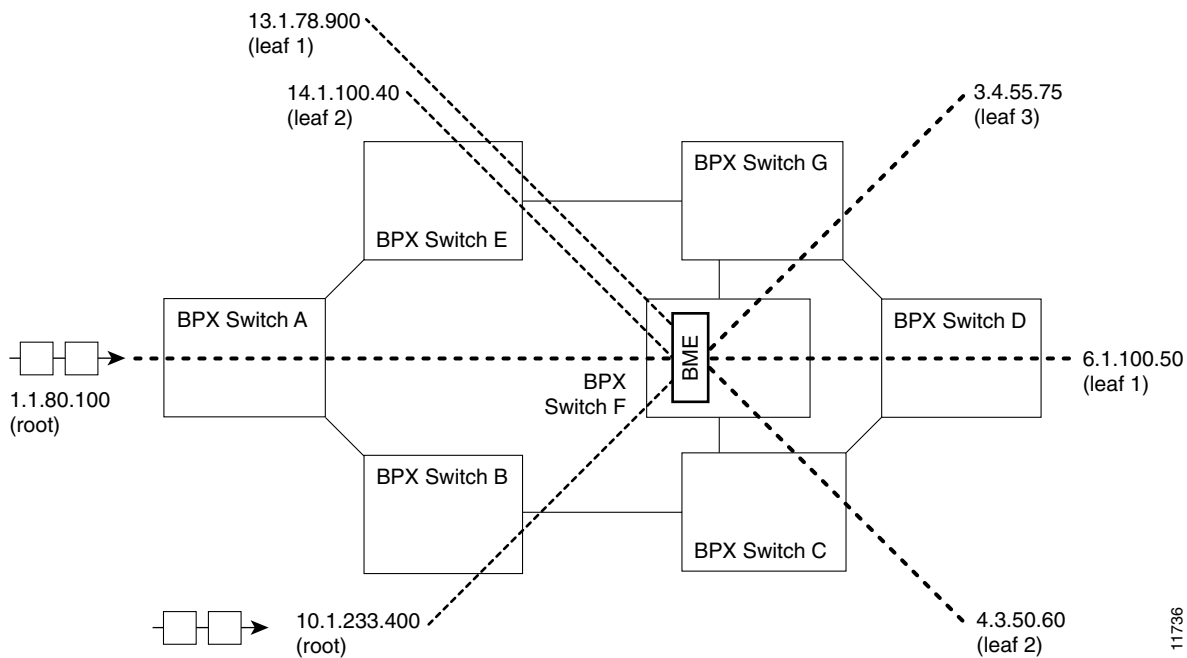 13.1.78.900
(leaf 1)
14.1.100.40
(leaf 2)
3.4.55.75
(leaf 3)
BPX Switch G
BPX Switch E
BPX Switch A
BPX Switch D
BME
BPX
Switch F
1.1.80.100
(root)
6.1.100.50
(leaf 1)
BPX Switch B
BPX Switch C
10.1.233.400
(root)
4.3.50.60
(leaf 2)
11736